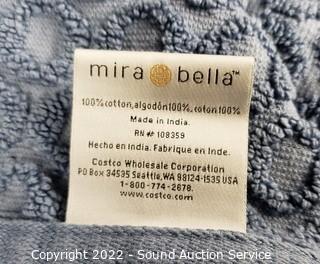 mira bella™
100% cotton, algodón 100%, coton 100%
Made in India.
RN# 108359
Hecho en India. Fabrique en Inde.
Costco Wholesale Corporation
PO Box 34535 Seattle, WA 98124-1535 USA
1-800-774-2678.
www.costco.com
Copyright 2022 - Sound Auction Service